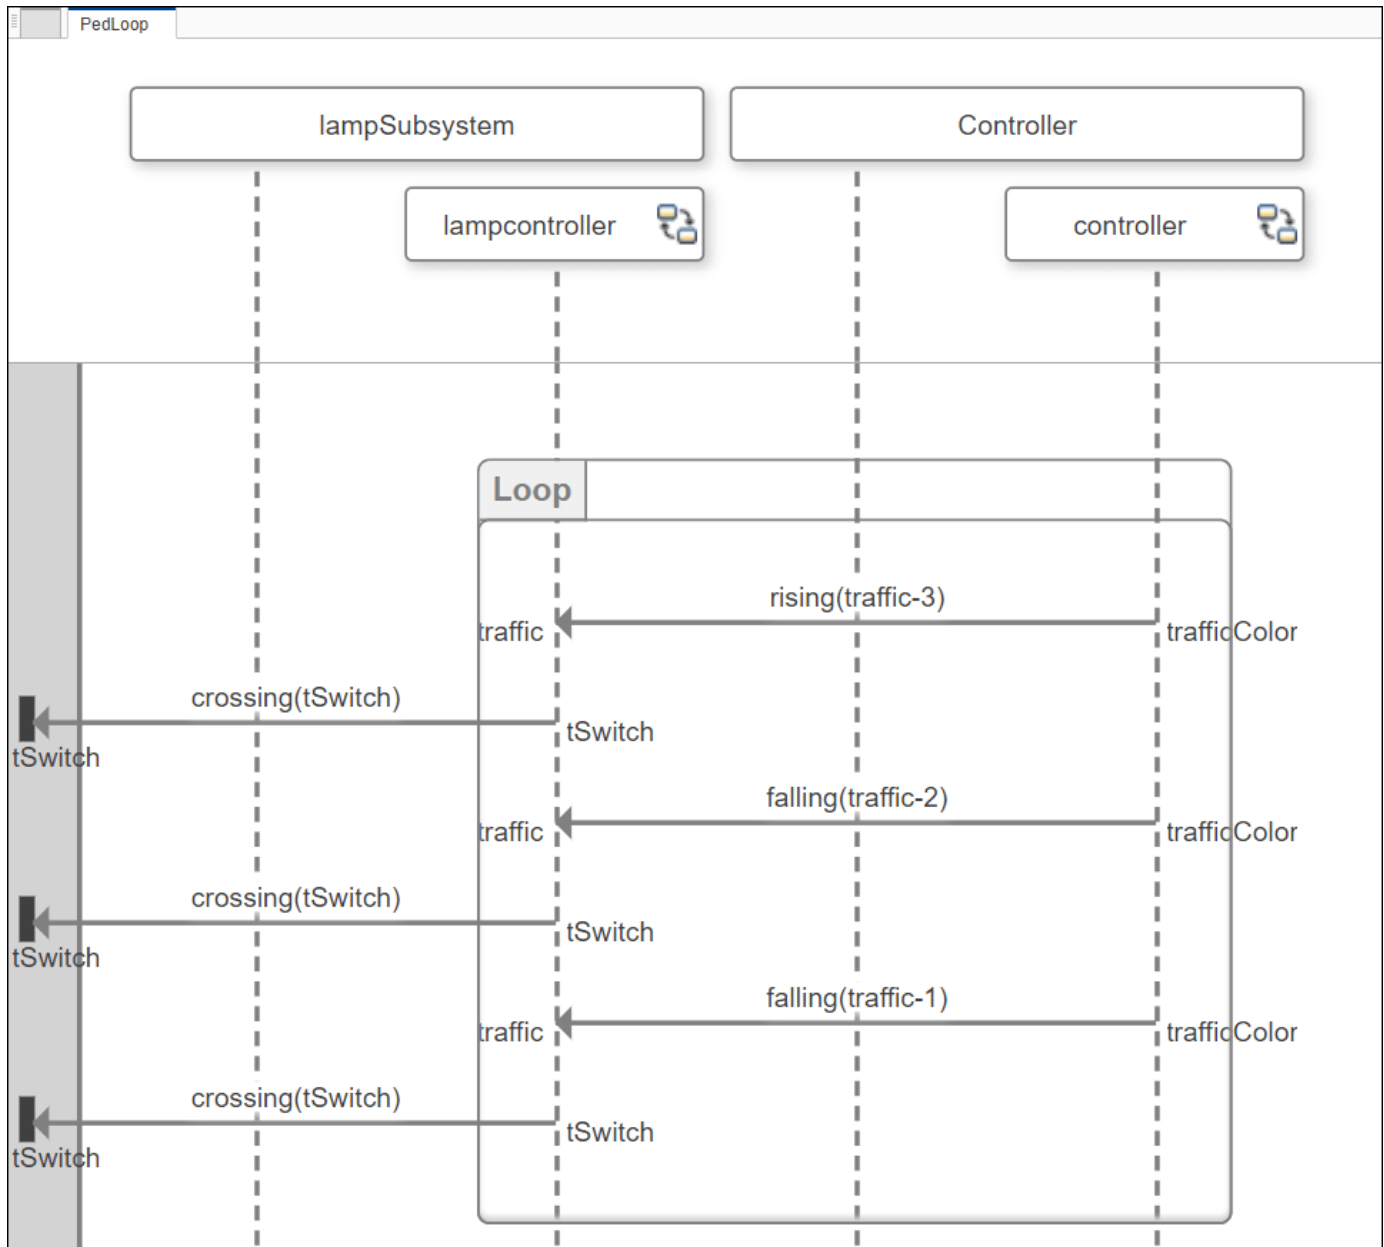 PedLoop
lampSubsystem
Controller
lampcontroller
controller
Loop
rising(traffic-3)
traffic
trafficColor
crossing(tSwitch)
tSwitch
tSwitch
falling(traffic-2)
traffic
trafficColor
crossing(tSwitch)
tSwitch
tSwitch
falling(traffic-1)
traffic
trafficColor
crossing(tSwitch)
tSwitch
tSwitch